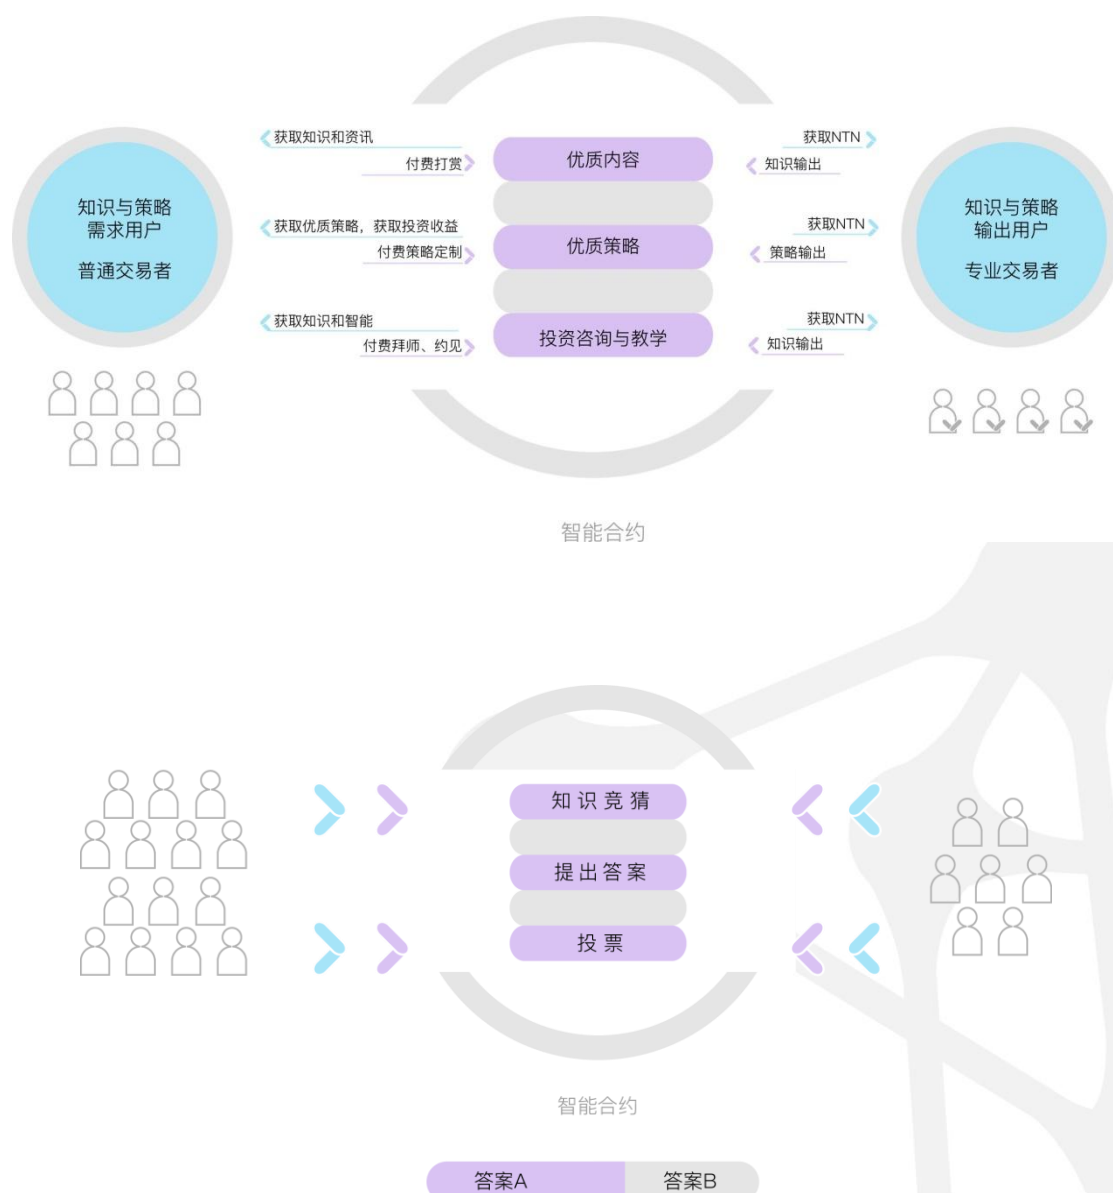 获取知识和资讯
付费打赏
优质内容
获取NTN
知识输出
知识与策略
需求用户
普通交易者
获取优质策略，获取投资收益
付费策略定制
优质策略
获取NTN
策略输出
知识与策略
输出用户
专业交易者
获取知识和智能
付费拜师、约见
投资咨询与教学
获取NTN
知识输出
智能合约
知识竞猜
提出答案
投票
智能合约
答案A
答案B